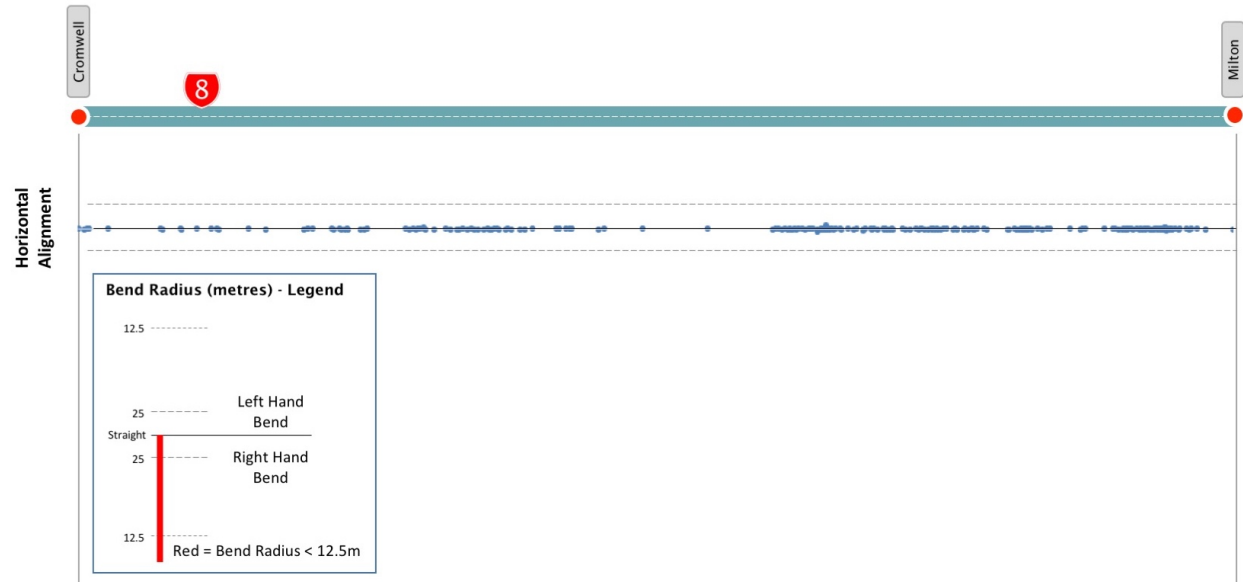 Cromwell
Milton
8
Horizontal
Alignment
Bend Radius (metres) - Legend
12.5
25
Left Hand
Bend
Straight
25
Right Hand
Bend
12.5
Red = Bend Radius < 12.5m